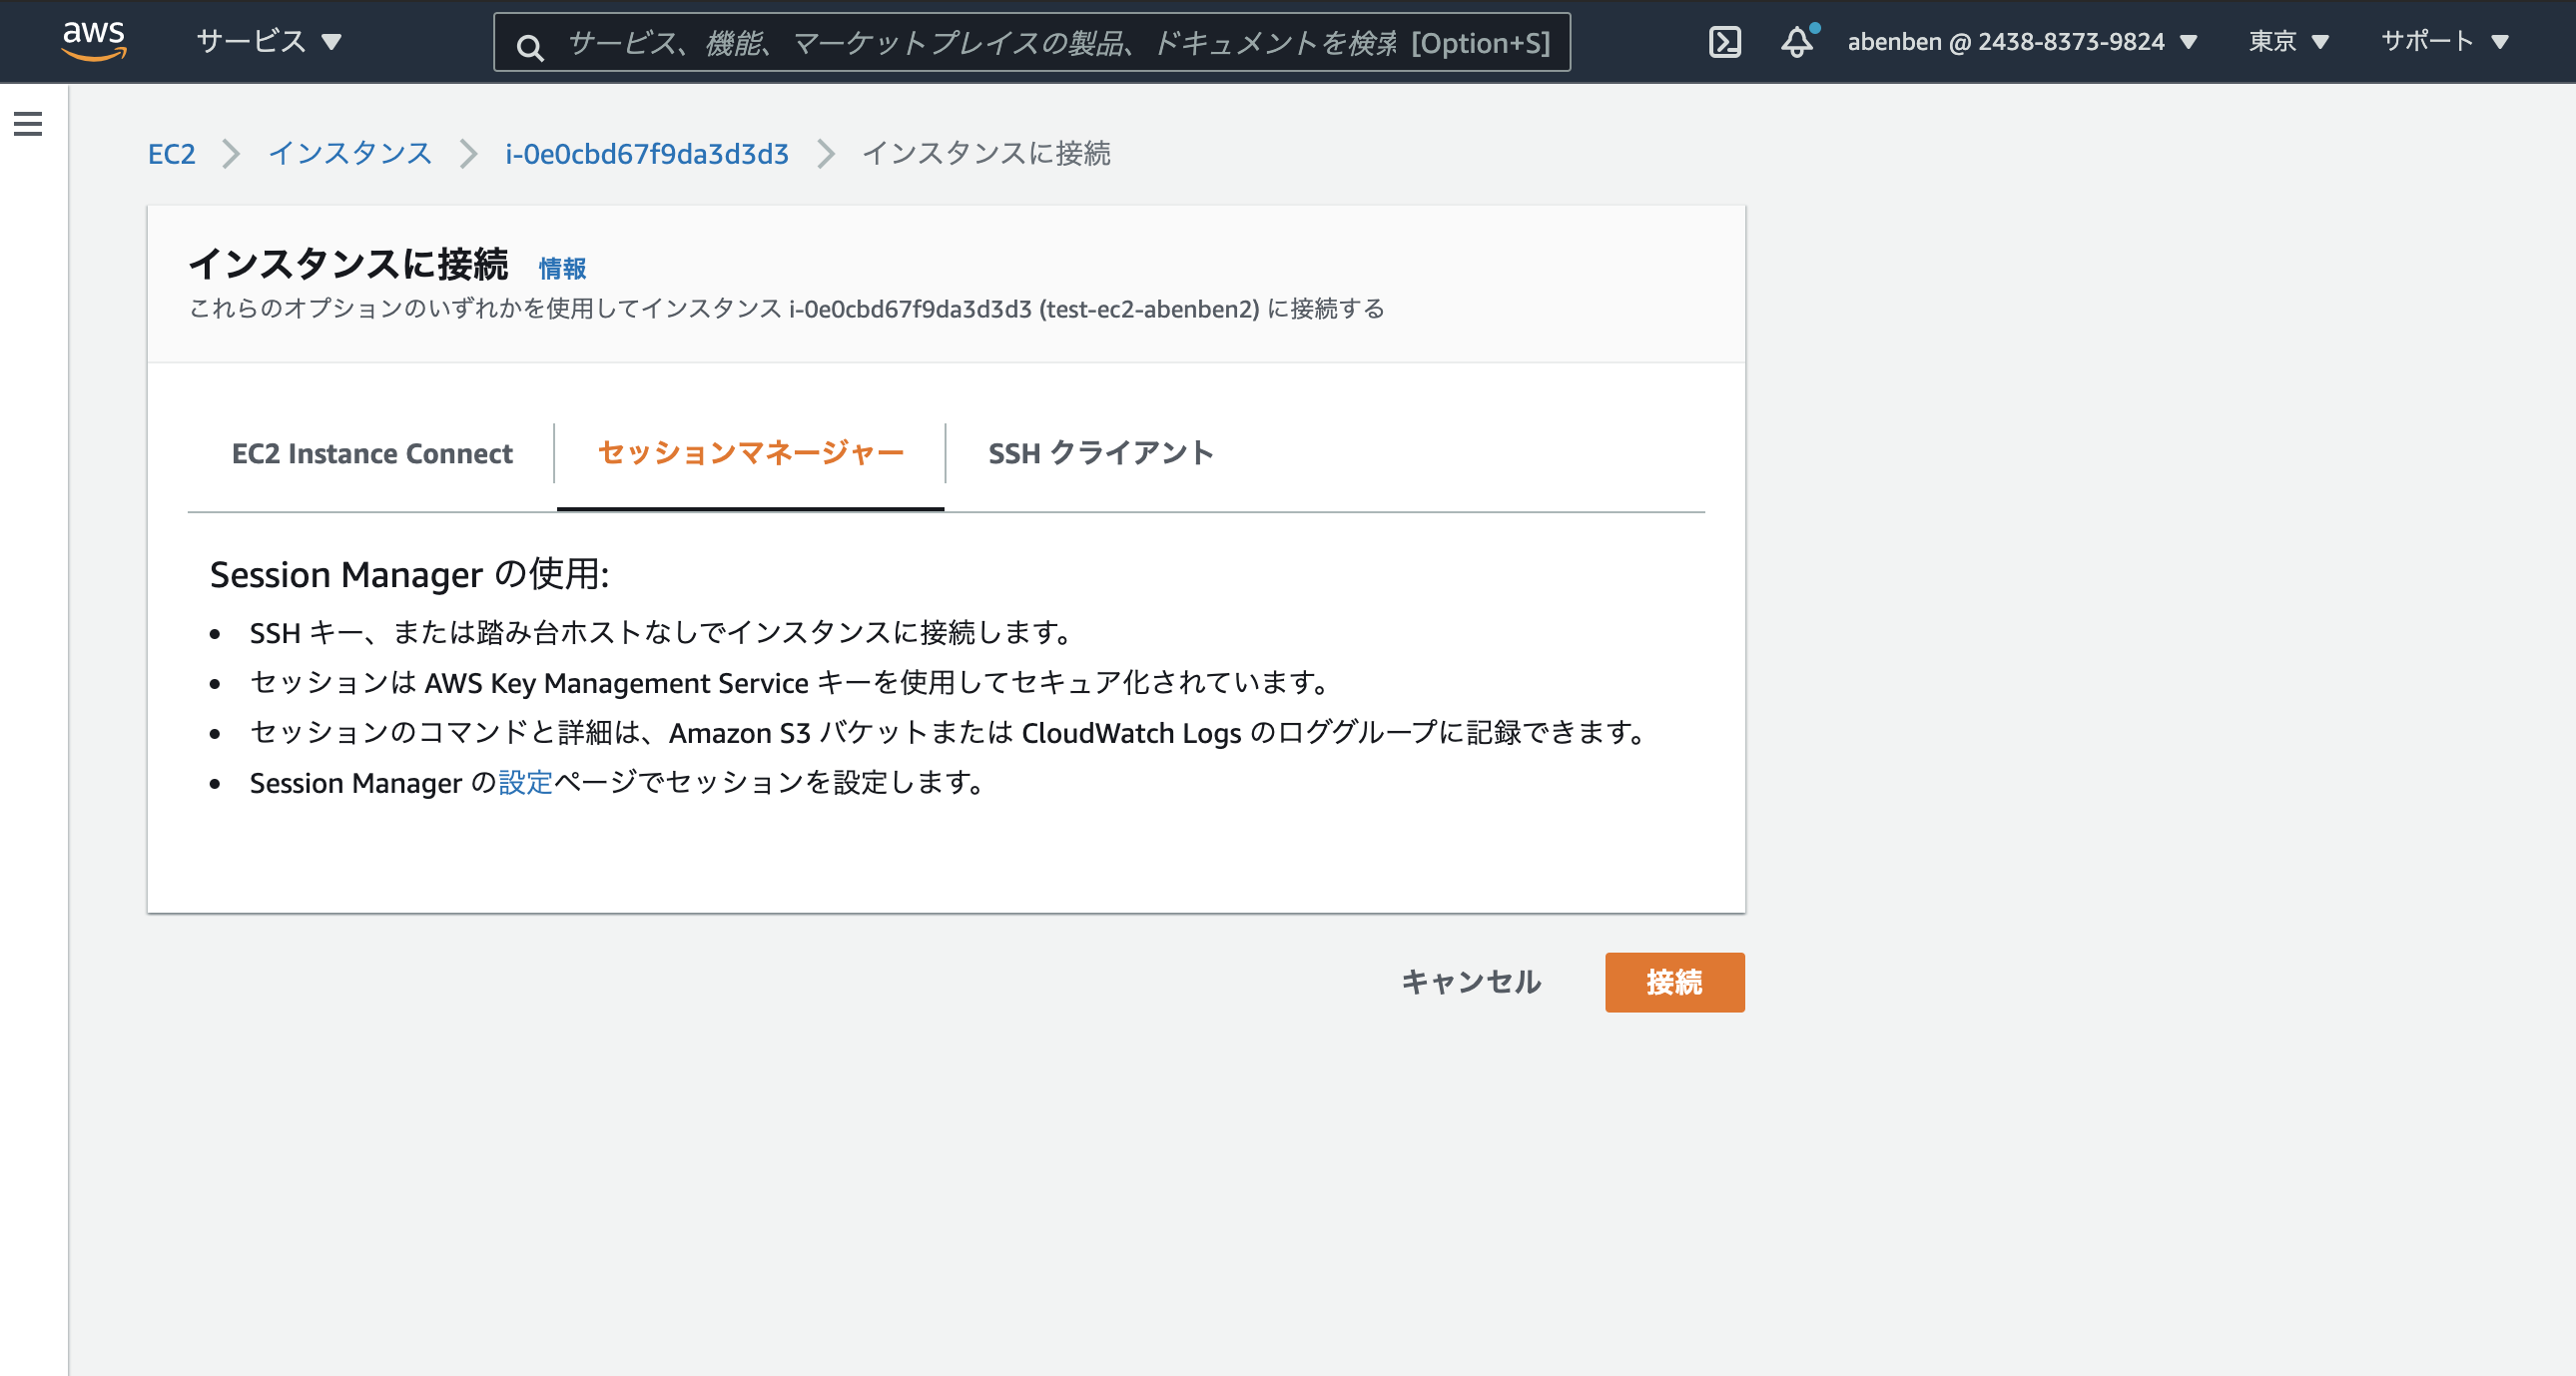 aws サービス サービス、機能、マーケットプレイスの製品、ドキュメントを検索 [Option+S] abenben @ 2438-8373-9824 東京 サポート
EC2 インスタンス i-0e0cbd67f9da3d3d3 インスタンスに接続
インスタンスに接続 情報
これらのオプションのいずれかを使用してインスタンス i-0e0cbd67f9da3d3d3 (test-ec2-abenben2) に接続する
EC2 Instance Connect セッションマネージャー SSH クライアント
Session Manager の使用:
SSH キー、または踏み台ホストなしでインスタンスに接続します。
セッションは AWS Key Management Service キーを使用してセキュア化されています。
セッションのコマンドと詳細は、Amazon S3 バケットまたは CloudWatch Logs のロググループに記録できます。
Session Manager の設定ページでセッションを設定します。
キャンセル 接続